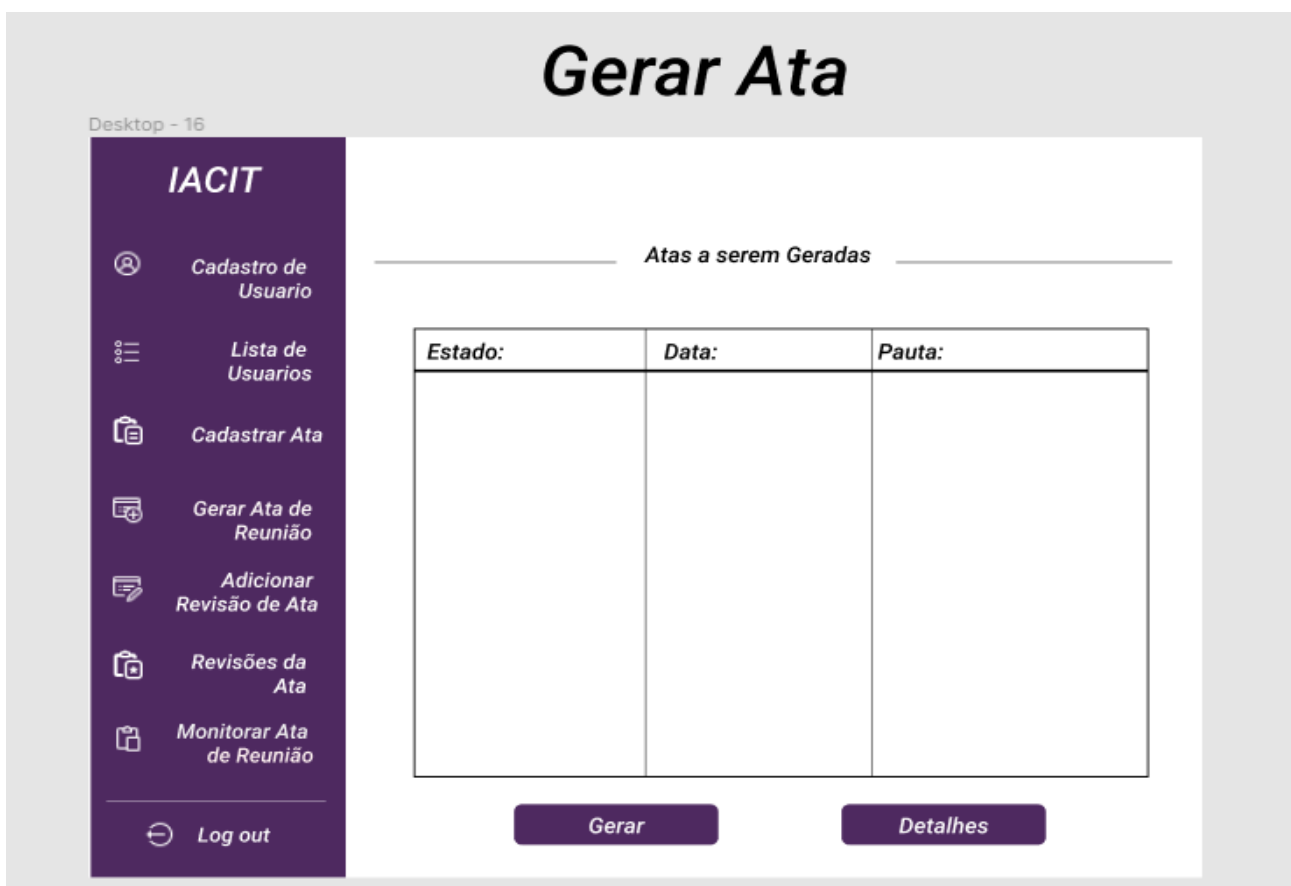 Gerar Ata
Desktop - 16
IACIT
Cadastro de
Usuario
Lista de
Usuarios
Cadastrar Ata
Gerar Ata de
Reunião
Adicionar
Revisão de Ata
Revisões da
Ata
Monitorar Ata
de Reunião
Log out
Atas a serem Geradas
Estado:
Data:
Pauta:
Gerar
Detalhes